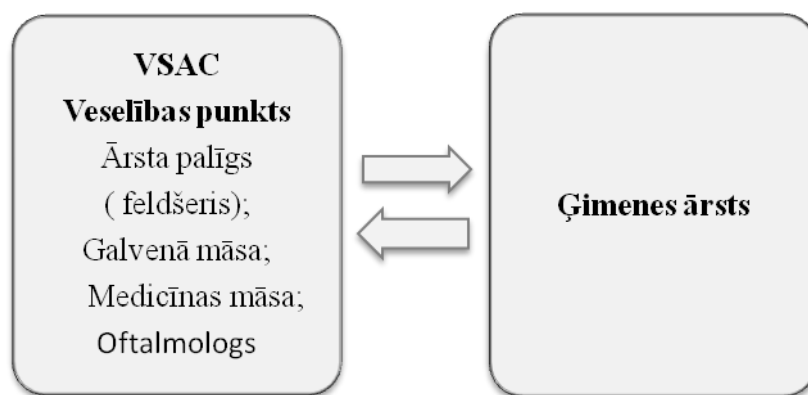 VSAC
Veselības punkts
Ārsta palīgs
( feldšeris);
Galvenā māsa;
Medicīnas māsa;
Oftalmologs
Ģimenes ārsts